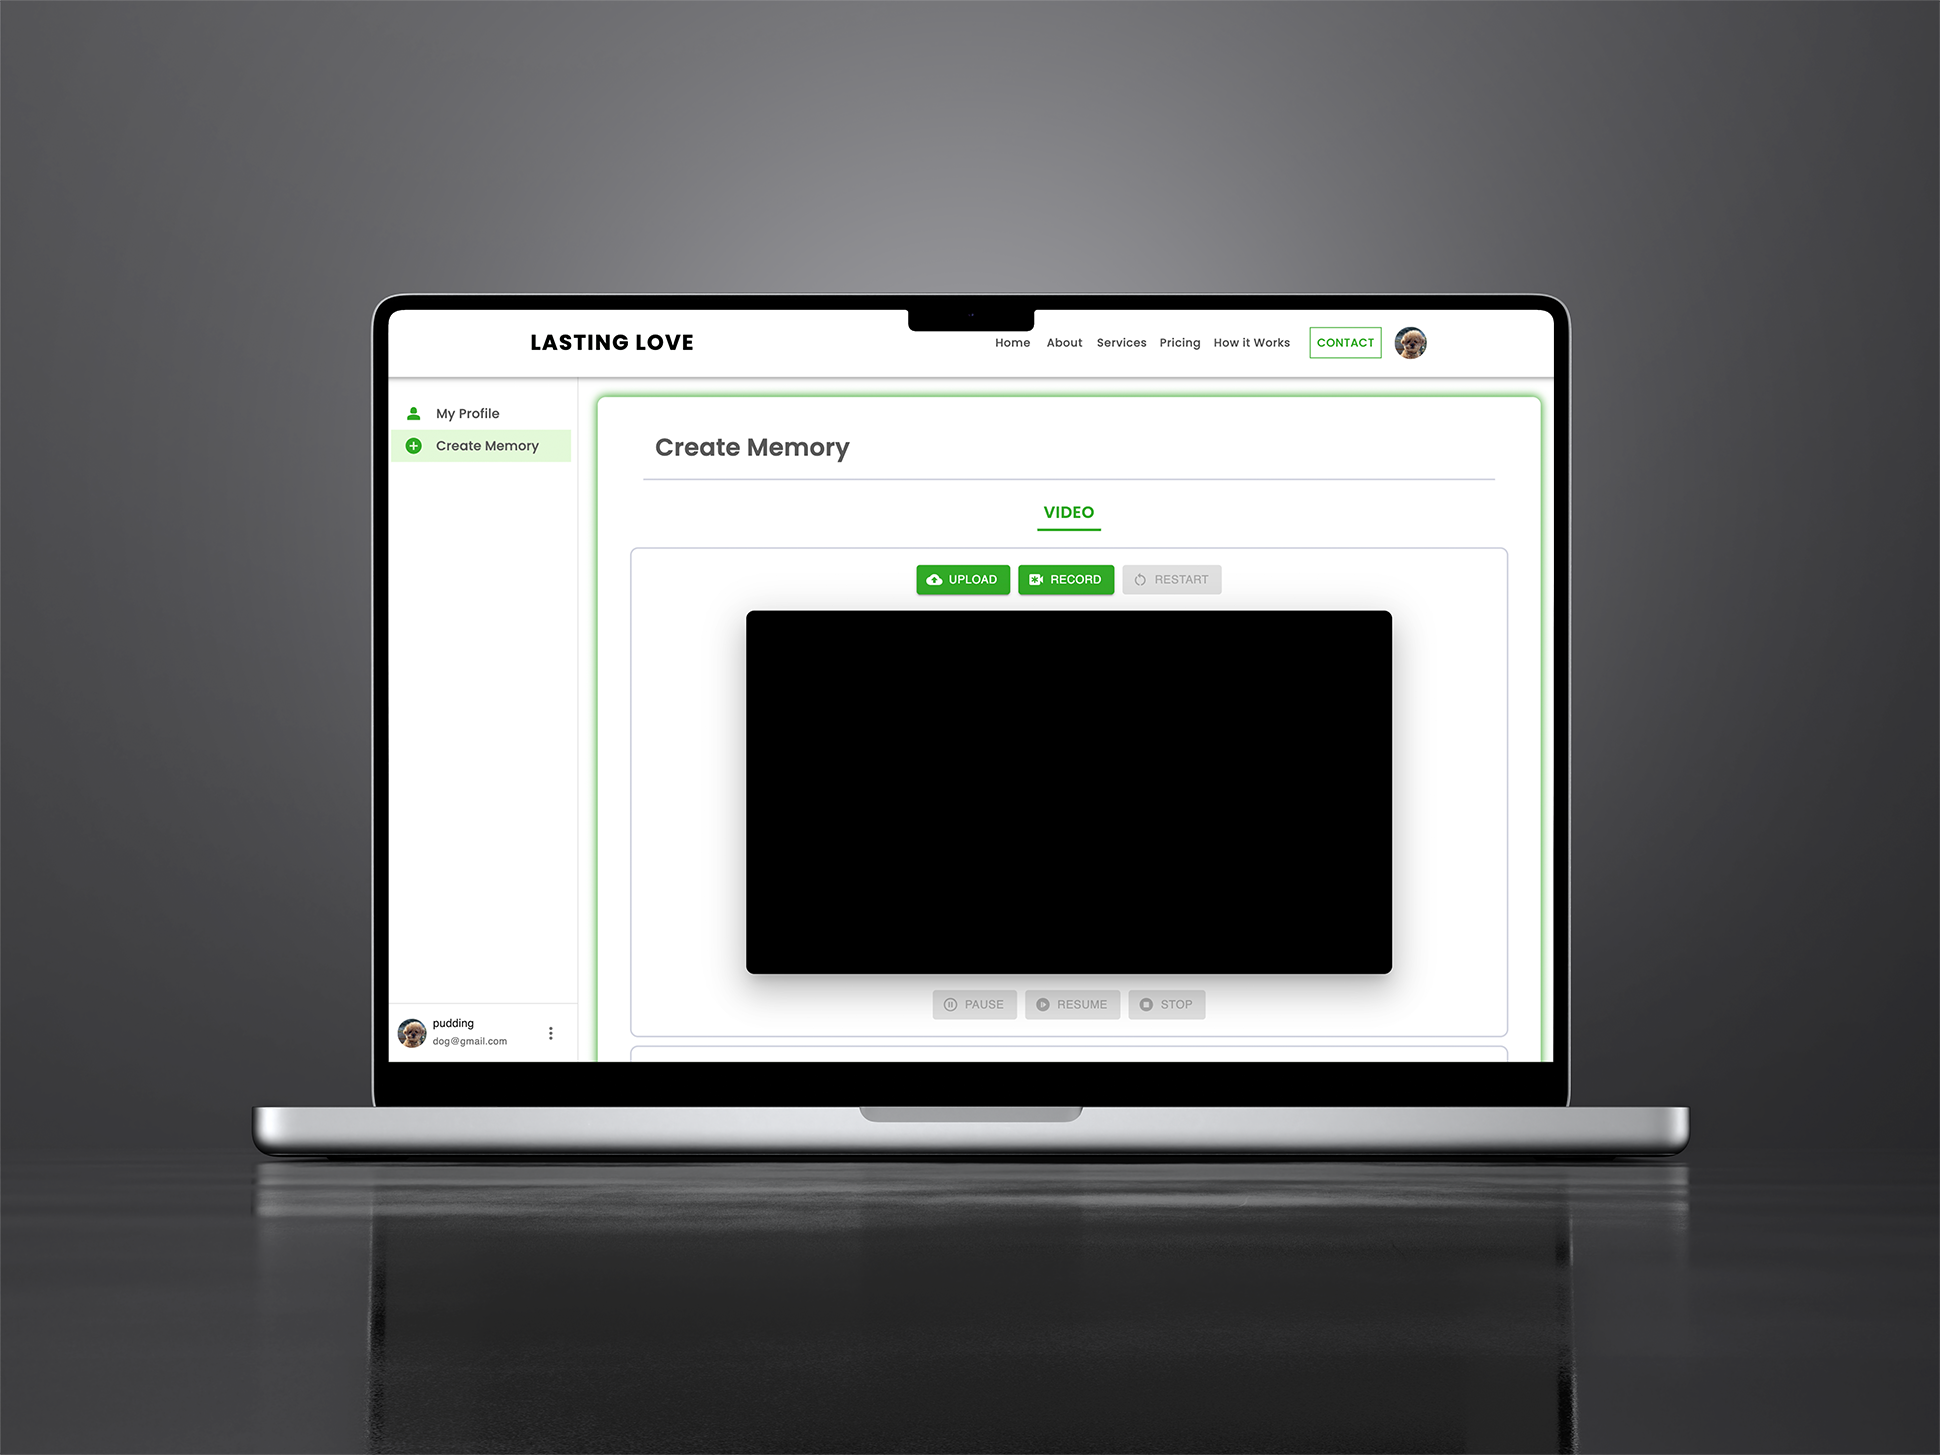 LASTING LOVE
Home About Services Pricing How it Works CONTACT
My Profile
Create Memory
Create Memory
VIDEO
UPLOAD RECORD RESTART
PAUSE RESUME STOP
pudding
dog@gmail.com